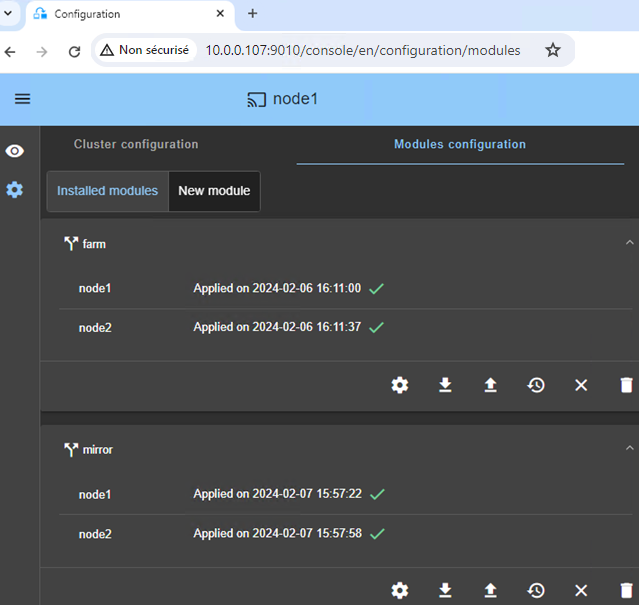 Configuration
Non sécurisé 10.0.0.107:9010/console/en/configuration/modules
node1
Cluster configuration Modules configuration
Installed modules New module
farm
node1 Applied on 2024-02-06 16:11:00
node2 Applied on 2024-02-06 16:11:37
mirror
node1 Applied on 2024-02-07 15:57:22
node2 Applied on 2024-02-07 15:57:58